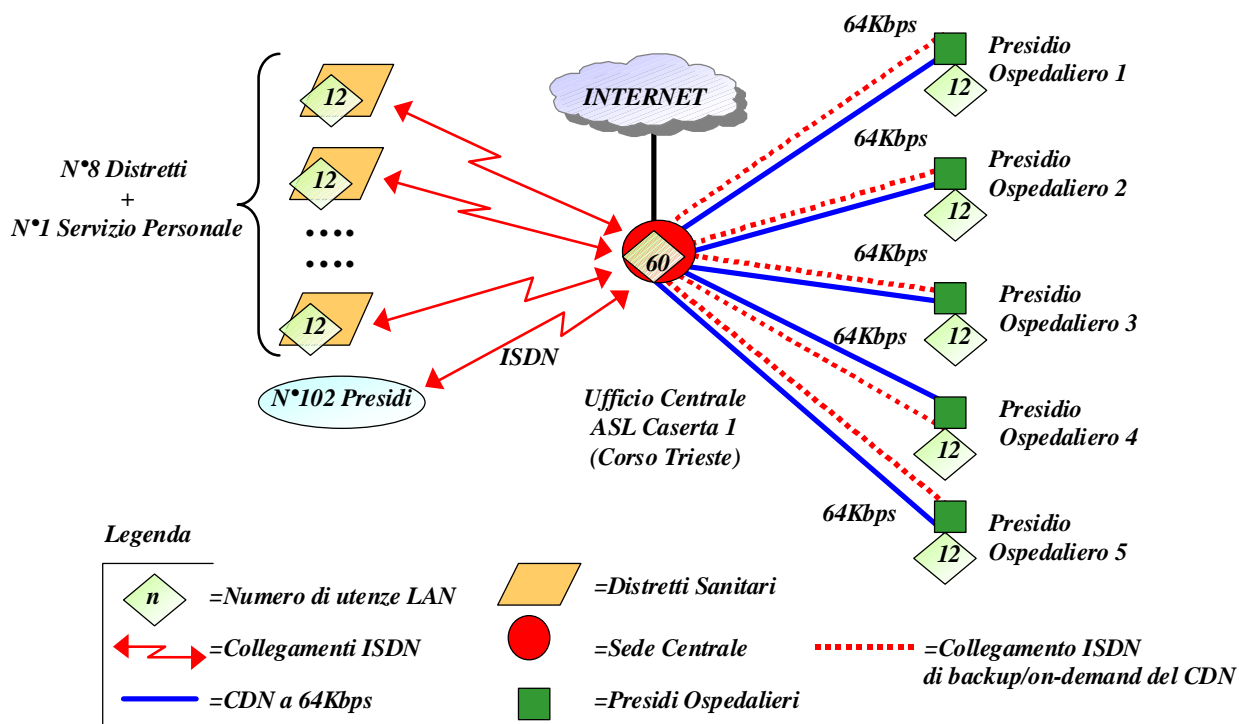 64Kbps
Presidio
Ospedaliero 1
12
INTERNET
12
N°8 Distretti
+
N°1 Servizio Personale
12
....
....
12
64Kbps
Presidio
Ospedaliero 2
12
60
64Kbps
Presidio
Ospedaliero 3
12
ISDN
N°102 Presidi
Ufficio Centrale
ASL Caserta 1
(Corso Trieste)
64Kbps
Presidio
Ospedaliero 4
12
64Kbps
Presidio
Ospedaliero 5
12
Legenda
n
=Numero di utenze LAN
=Distretti Sanitari
=Collegamenti ISDN
=Sede Centrale
=Collegamento ISDN
di backup/on-demand del CDN
=CDN a 64Kbps
=Presidi Ospedalieri